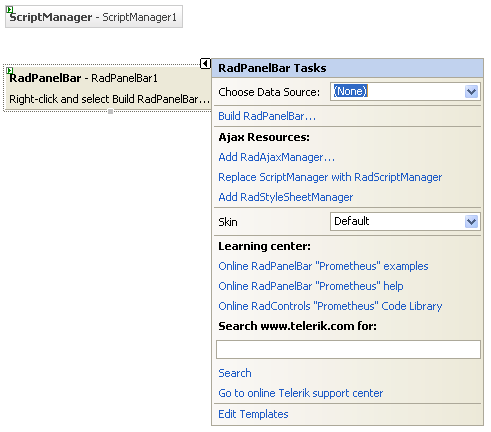 ScriptManager - ScriptManager1
RadPanelBar - RadPanelBar1
Right-click and select Build RadPanelBar...
RadPanelBar Tasks
Choose Data Source: (None)
Build RadPanelBar...
Ajax Resources:
Add RadAjaxManager...
Replace ScriptManager with RadScriptManager
Add RadStyleSheetManager
Skin Default
Learning center:
Online RadPanelBar "Prometheus" examples
Online RadPanelBar "Prometheus" help
Online RadControls "Prometheus" Code Library
Search www.telerik.com for:
Search
Go to online Telerik support center
Edit Templates